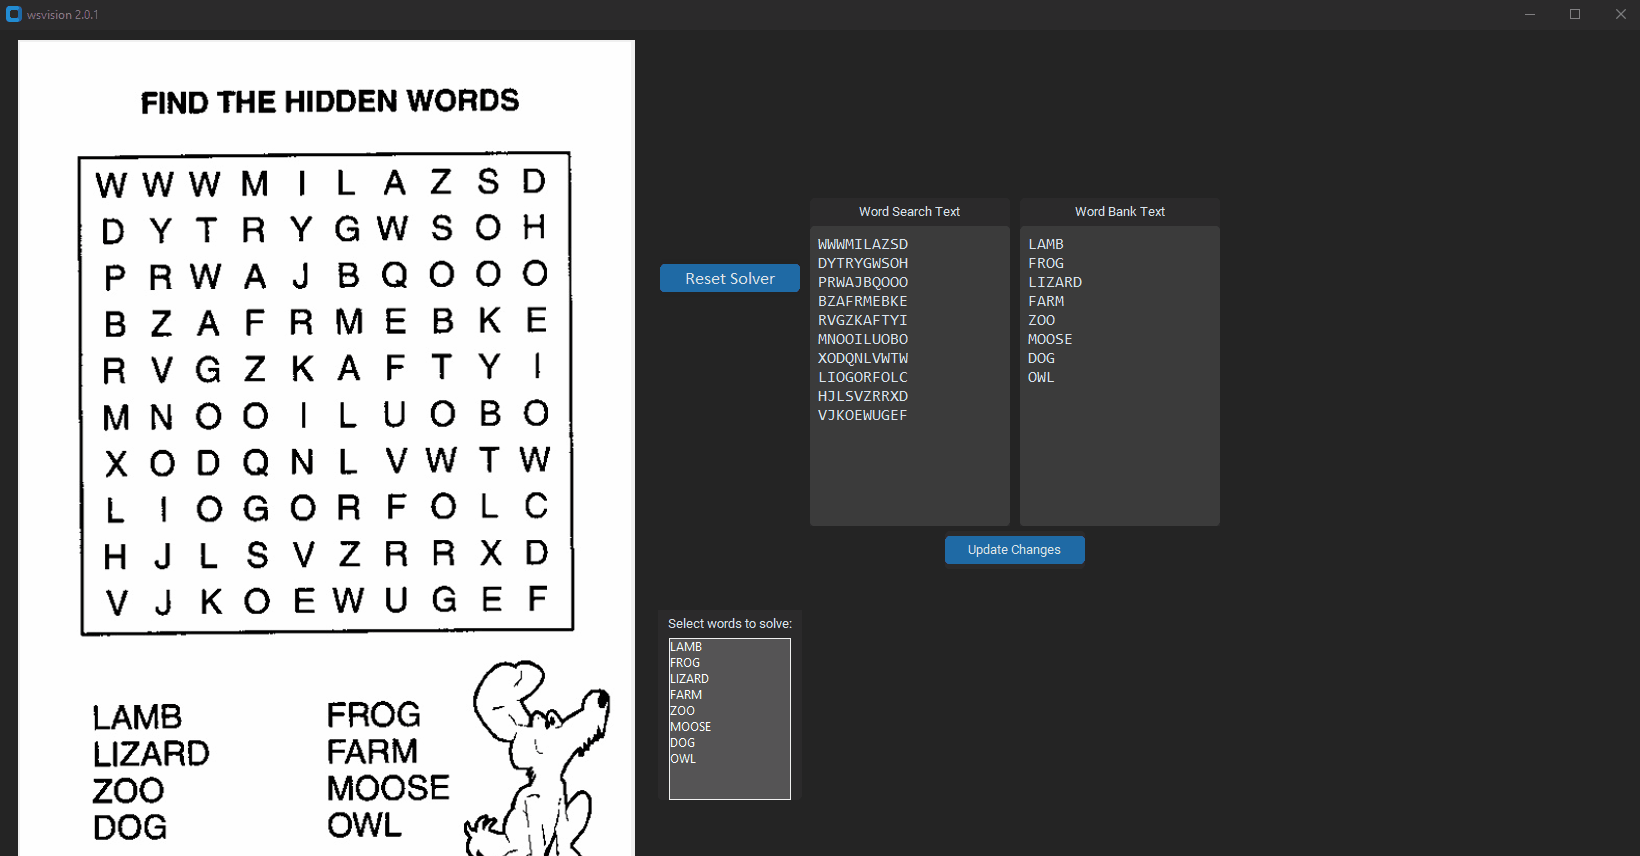 wsvision 2.0.1
FIND THE HIDDEN WORDS
W W W M I L A Z S D
D Y T R Y G W S O H
P R W A J B Q O O O
B Z A F R M E B K E
R V G Z K A F T Y I
M N O O I L U O B O
X O D Q N L V W T W
L I O G O R F O L C
H J L S V Z R R X D
V J K O E W U G E F
LAMB FROG
LIZARD FARM
ZOO MOOSE
DOG OWL
Reset Solver
Word Search Text
WWWMILAZSD
DYTRYGWSOH
PRWAJBQOOO
BZAFRMEBKE
RVGZKAFTYI
MNOOILUOBO
XODQNLVWTW
LIOGORFOLC
HJLSVZRRXD
VJKOEWUGEF
Word Bank Text
LAMB
FROG
LIZARD
FARM
ZOO
MOOSE
DOG
OWL
Update Changes
Select words to solve:
LAMB
FROG
LIZARD
FARM
ZOO
MOOSE
DOG
OWL